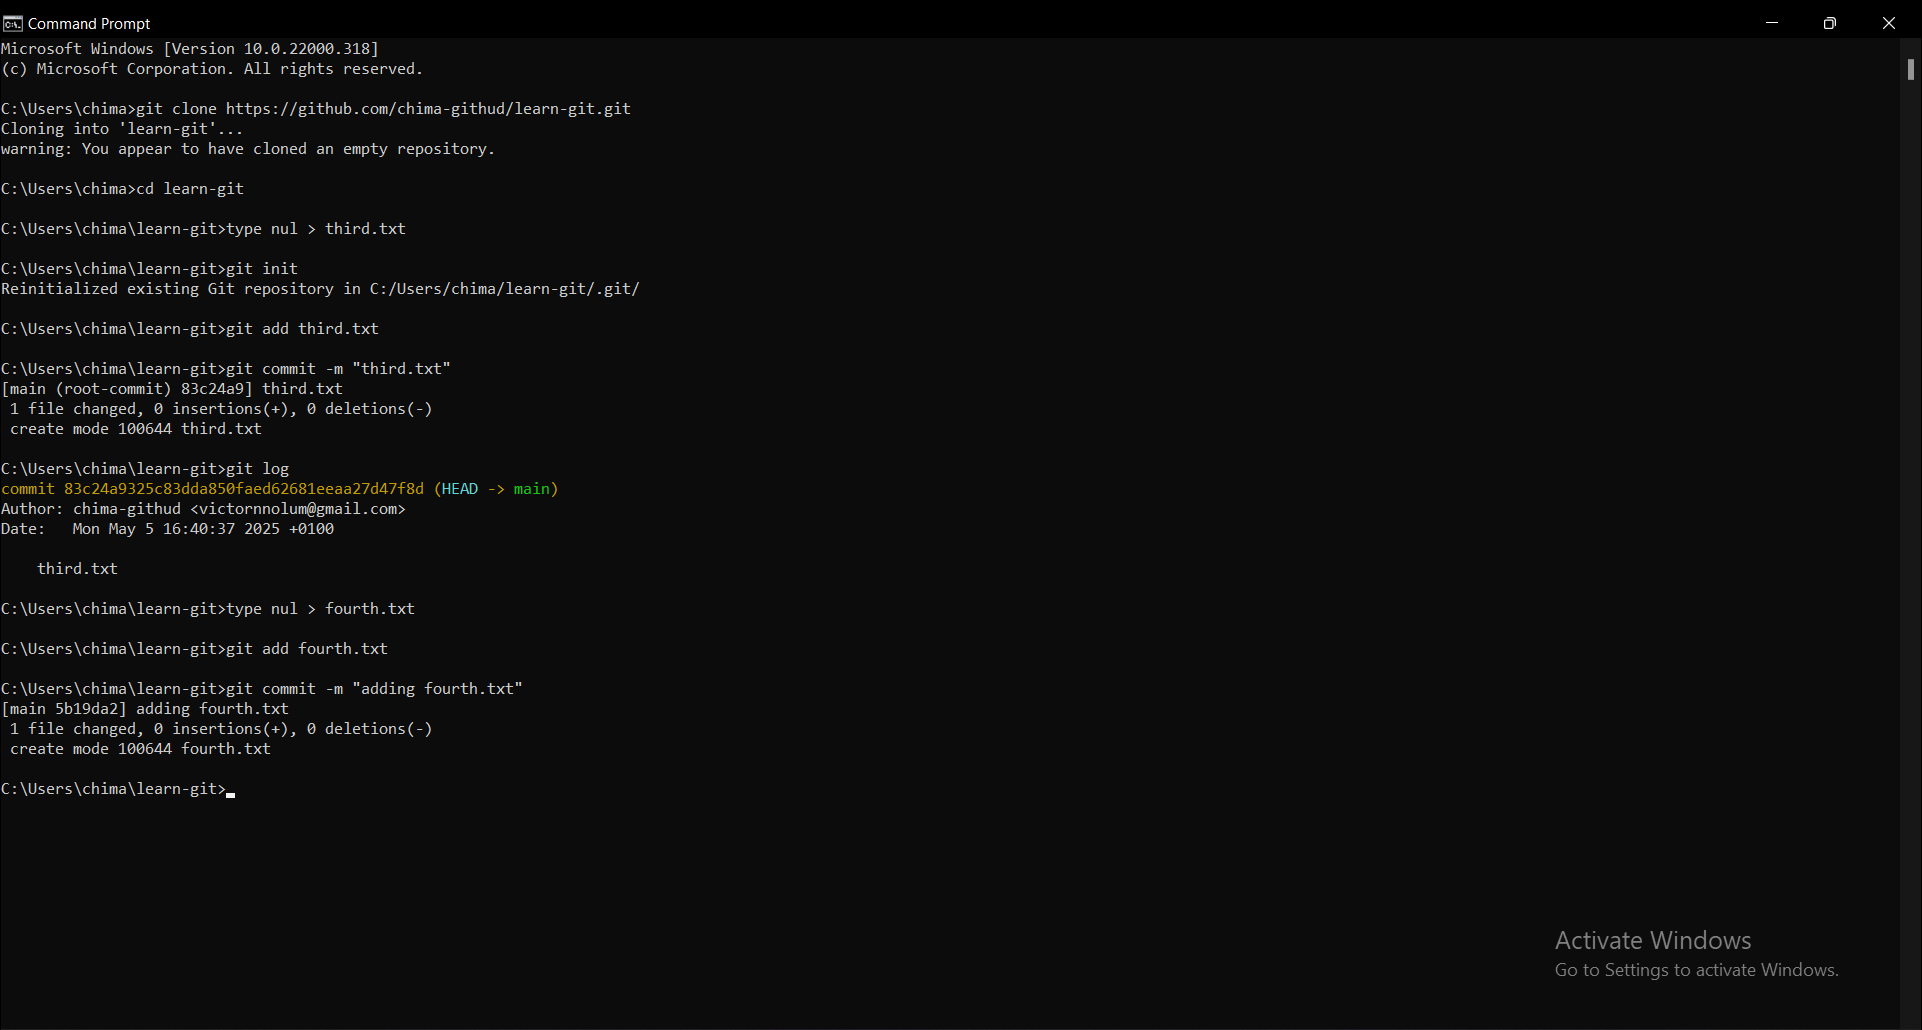 Command Prompt
Microsoft Windows [Version 10.0.22000.318]
(c) Microsoft Corporation. All rights reserved.
C:\Users\chima>git clone https://github.com/chima-githud/learn-git.git
Cloning into 'learn-git'...
warning: You appear to have cloned an empty repository.
C:\Users\chima>cd learn-git
C:\Users\chima\learn-git>type nul > third.txt
C:\Users\chima\learn-git>git init
Reinitialized existing Git repository in C:/Users/chima/learn-git/.git/
C:\Users\chima\learn-git>git add third.txt
C:\Users\chima\learn-git>git commit -m "third.txt"
[main (root-commit) 83c24a9] third.txt
 1 file changed, 0 insertions(+), 0 deletions(-)
 create mode 100644 third.txt
C:\Users\chima\learn-git>git log
commit 83c24a9325c83dda850faed62681eeaa27d47f8d (HEAD -> main)
Author: chima-githud <victornnolum@gmail.com>
Date:   Mon May 5 16:40:37 2025 +0100
    third.txt
C:\Users\chima\learn-git>type nul > fourth.txt
C:\Users\chima\learn-git>git add fourth.txt
C:\Users\chima\learn-git>git commit -m "adding fourth.txt"
[main 5b19da2] adding fourth.txt
 1 file changed, 0 insertions(+), 0 deletions(-)
 create mode 100644 fourth.txt
C:\Users\chima\learn-git>
Activate Windows
Go to Settings to activate Windows.